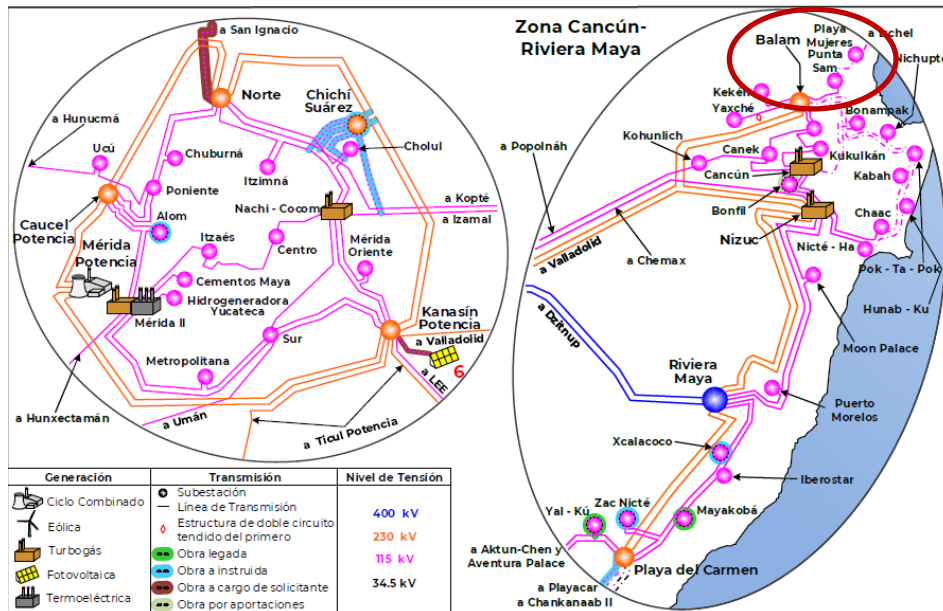 a San Ignacio
Norte
Chichí
Suárez
a Hunucmá
Ucú
Chuburná
Cholul
Itzimná
Poniente
a Kopté
a Izamal
Nachi - Cocom
Caucel
Potencia
Alom
Itzaés
Centro
Mérida
Oriente
Mérida
Potencia
Cementos Maya
Hidrogeneradora
Yucateca
Mérida II
Kanasín
Potencia
a Valladolid
Sur
6
a LEE
Metropolitana
a Hunxectamán
a Umán
a Ticul Potencia
Zona Cancún-
Riviera Maya
Balam
Playa
Mujeres
Punta
Sam
Nichupté
Kekén
Yaxché
Bonampak
Kohunlich
Canek
a Popolnáh
Kukulkán
Cancún
Kabah
Bonfil
Chaac
Nizuc
Nicté - Ha
a Valladolid
a Chemax
Pok - Ta - Pok
Hunab - Ku
a Dzitnup
Moon Palace
Riviera
Maya
Puerto
Morelos
Xcalacoco
Iberostar
Yal - Kú
Zac Nicté
Mayakobá
a Aktun-Chen y
Aventura Palace
Playa del Carmen
a Playacar
a Chankanaab II
Generación
Transmisión
Nivel de Tensión
Ciclo Combinado
Eólica
Turbogás
Fotovoltaica
Termoeléctrica
Subestación
Línea de Transmisión
Estructura de doble circuito
tendido del primero
Obra legada
Obra a instruida
Obra a cargo de solicitante
Obra por aportaciones
400 kV
230 kV
115 kV
34.5 kV